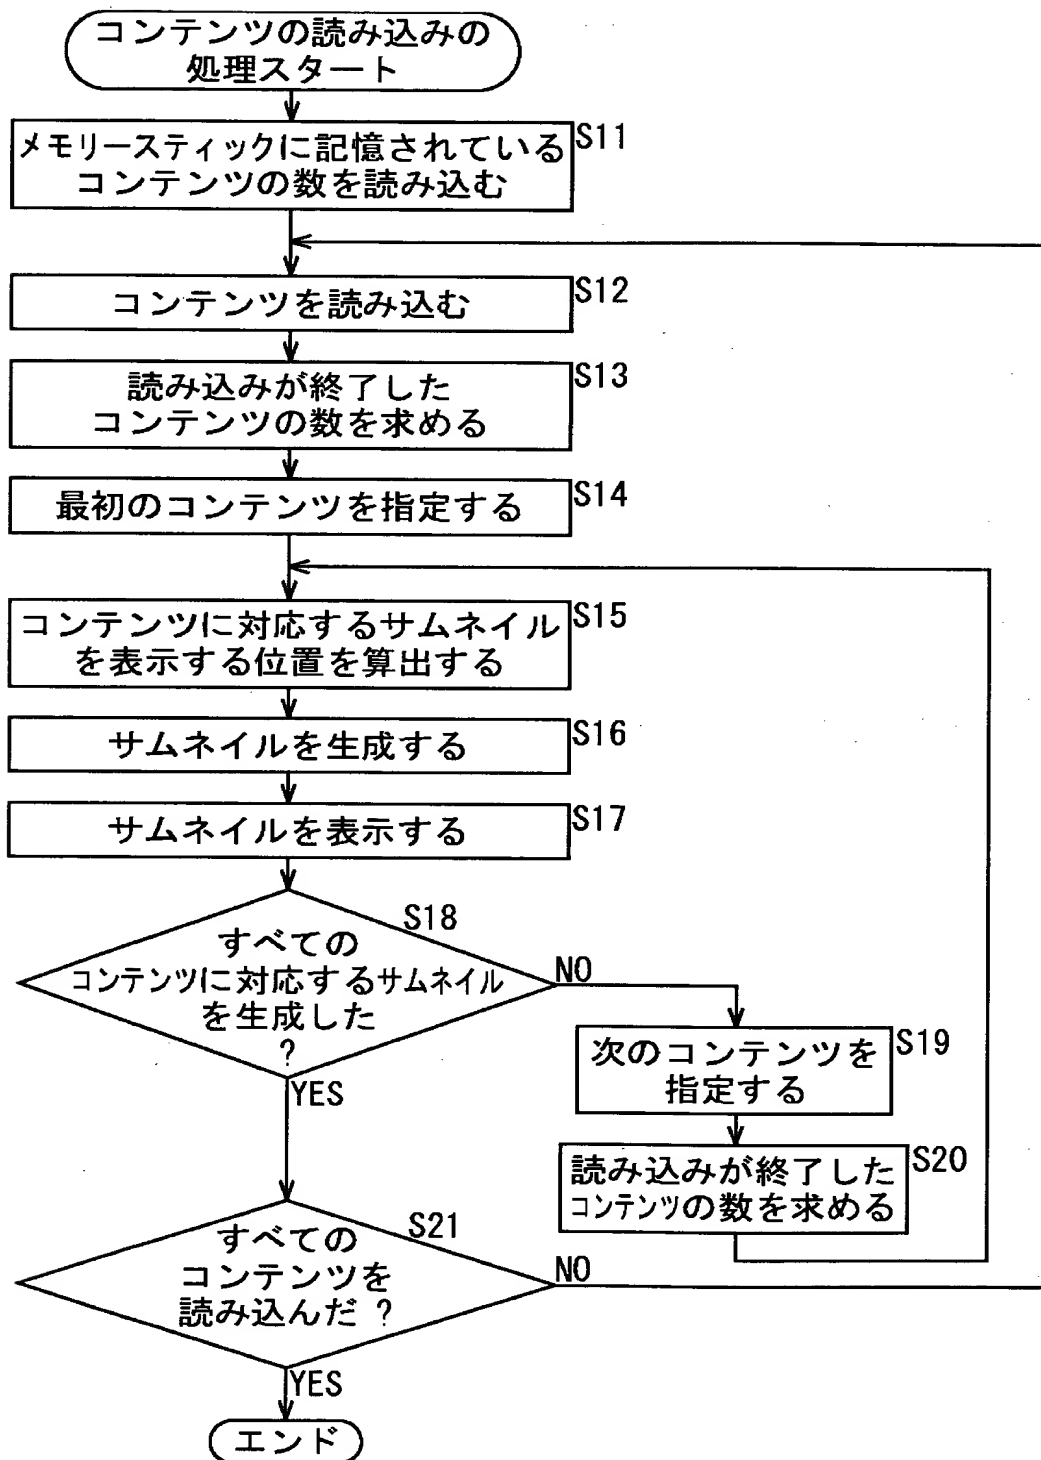 コンテンツの読み込みの
処理スタート
S11
メモリースティックに記憶されている
コンテンツの数を読み込む
S12
コンテンツを読み込む
S13
読み込みが終了した
コンテンツの数を求める
S14
最初のコンテンツを指定する
S15
コンテンツに対応するサムネイル
を表示する位置を算出する
S16
サムネイルを生成する
S17
サムネイルを表示する
S18
すべての
コンテンツに対応するサムネイル
を生成した
?
NO
YES
S19
次のコンテンツを
指定する
S20
読み込みが終了した
コンテンツの数を求める
S21
すべての
コンテンツを
読み込んだ ?
NO
YES
エンド